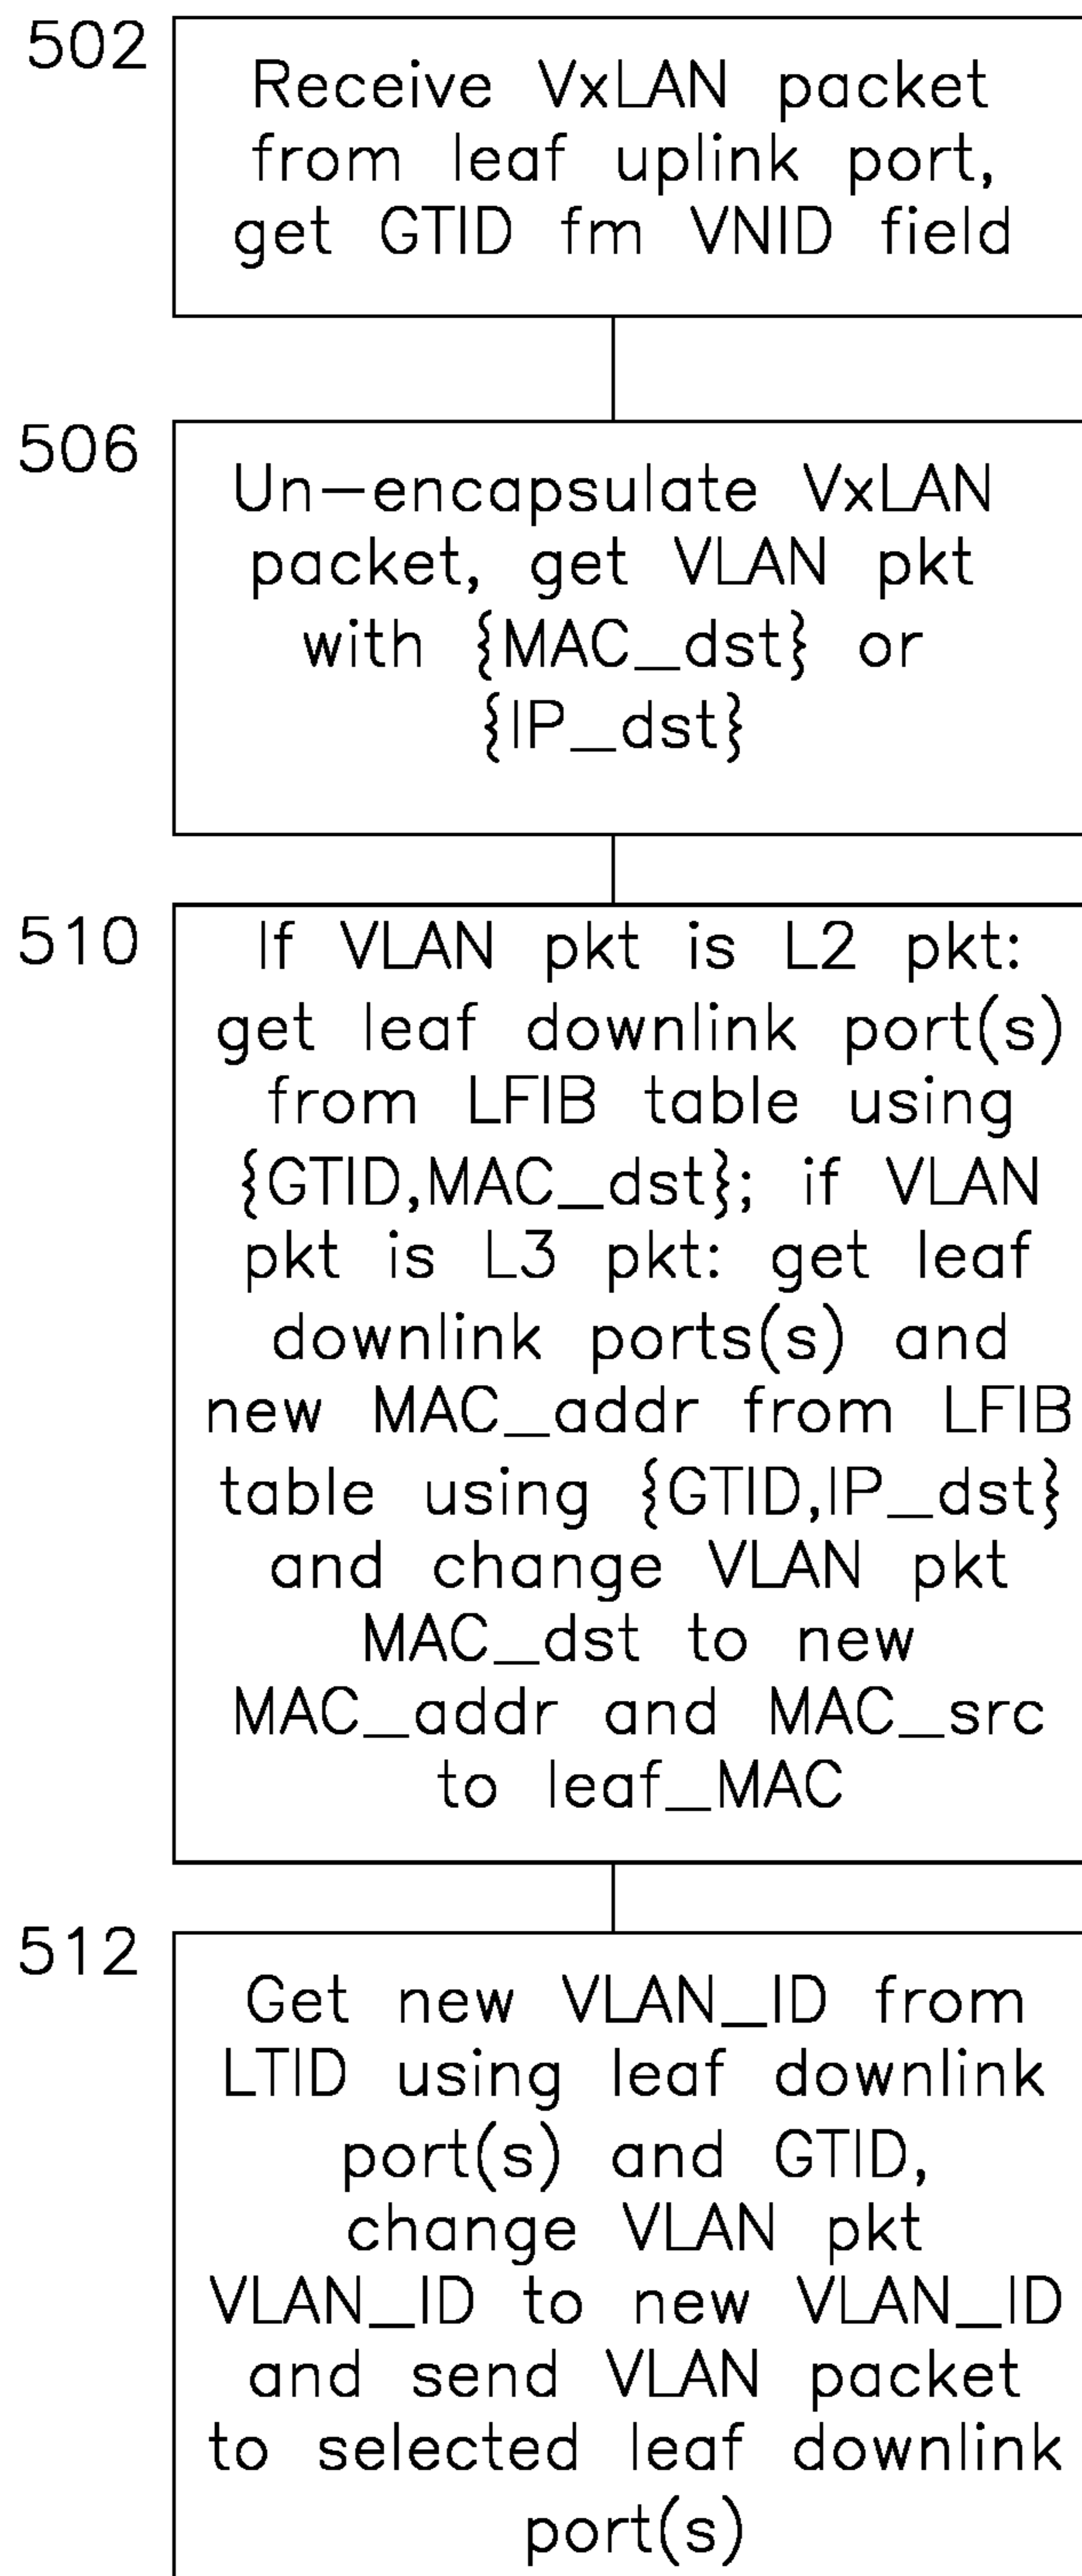 502
Receive VxLAN packet
from leaf uplink port,
get GTID fm VNID field
506
Un-encapsulate VxLAN
packet, get VLAN pkt
with {MAC_dst} or
{IP_dst}
510
If VLAN pkt is L2 pkt:
get leaf downlink port(s)
from LFIB table using
{GTID,MAC_dst}; if VLAN
pkt is L3 pkt: get leaf
downlink ports(s) and
new MAC_addr from LFIB
table using {GTID,IP_dst}
and change VLAN pkt
MAC_dst to new
MAC_addr and MAC_src
to leaf_MAC
512
Get new VLAN_ID from
LTID using leaf downlink
port(s) and GTID,
change VLAN pkt
VLAN_ID to new VLAN_ID
and send VLAN packet
to selected leaf downlink
port(s)